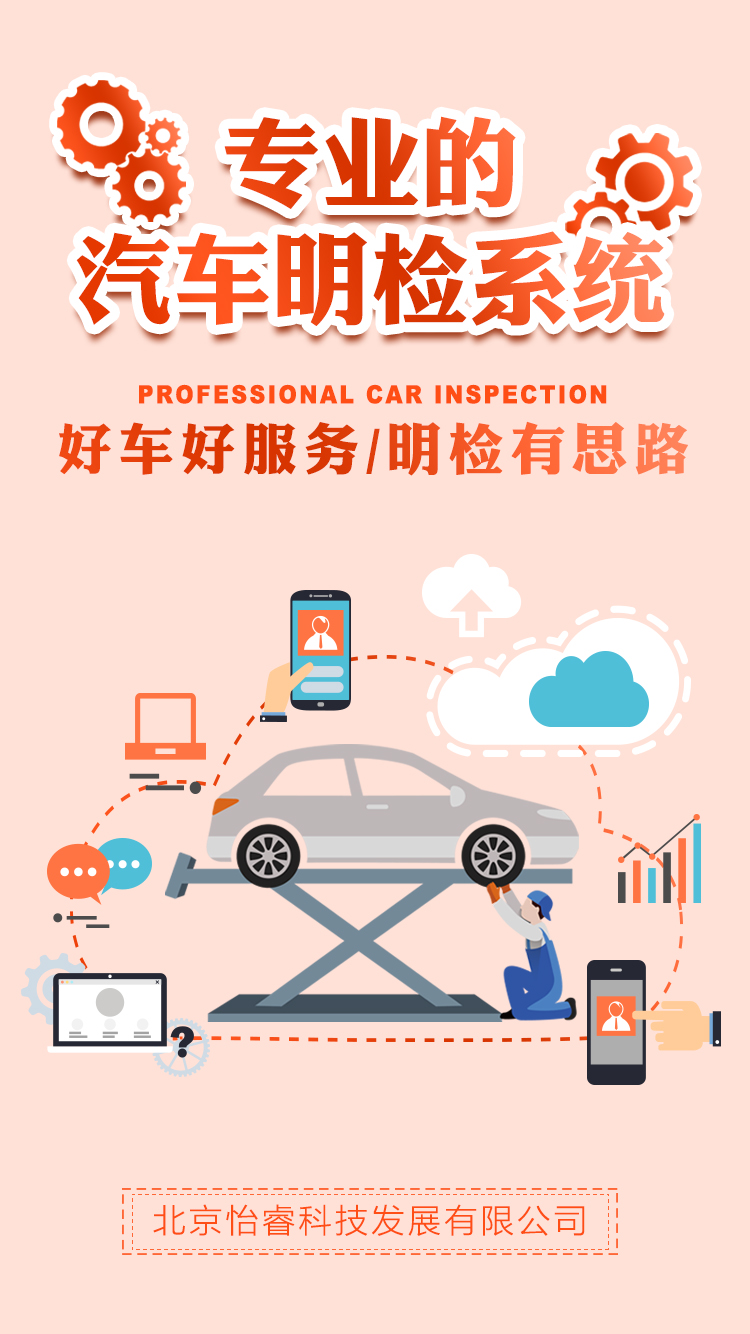 专业的
汽车明检系统
PROFESSIONAL CAR INSPECTION
好车好服务/明检有思路
?
北京怡睿科技发展有限公司